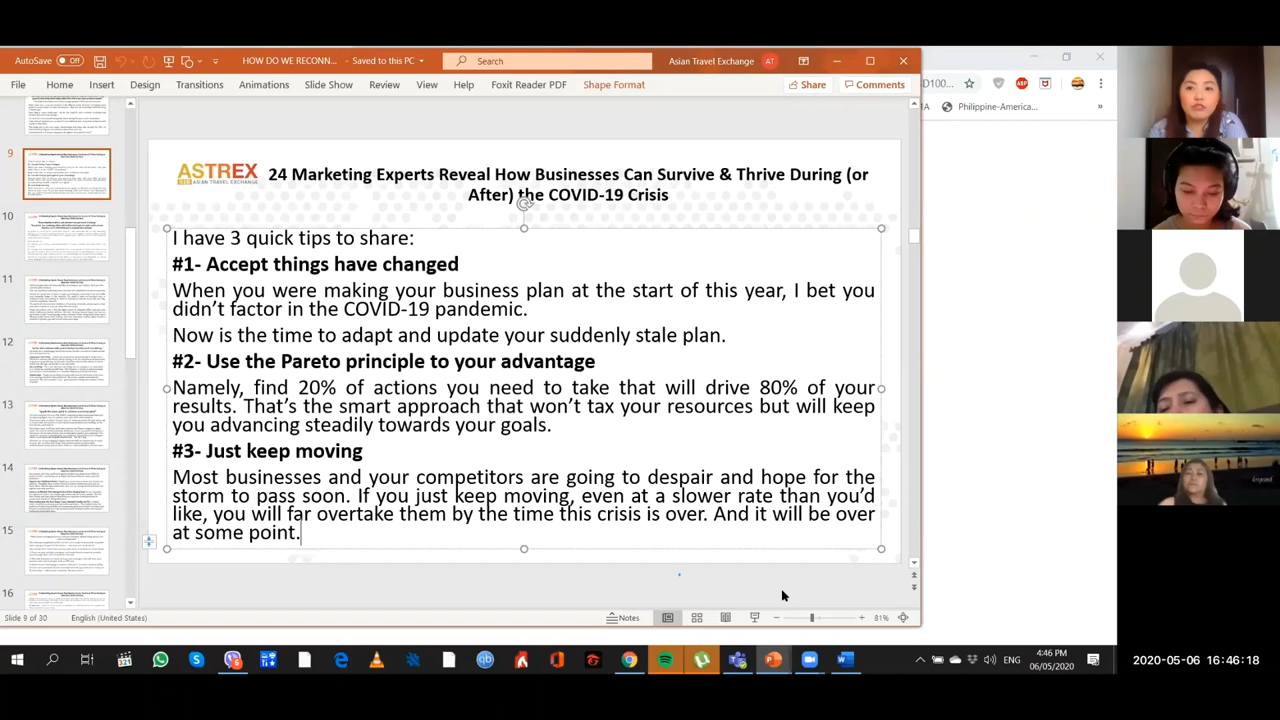 AutoSave Off
HOW DO WE RECONN... - Saved to this PC
Search
Asian Travel Exchange AT
File Home Insert Design Transitions Animations Slide Show Review View Help Foxit Reader PDF Shape Format Share Comments
D100...
A Philippine-America... »
9
10
11
12
13
14
15
16
ASTREX
ASIAN TRAVEL EXCHANGE
24 Marketing Experts Reveal How Businesses Can Survive & Thrive During (or
After) the COVID-19 Crisis
I have 3 quick tips to share:
#1- Accept things have changed
When you were making your business plan at the start of this year, I bet you
didn't factor in the COVID-19 pandemic.
Now is the time to adapt and update your suddenly stale plan.
#2- Use the Pareto Principle to your advantage
Namely, find 20% of actions you need to take that will drive 80% of your
results. That's the smart approach that won't tax your resources but will keep
you advancing steadily towards your goals.
#3- Just keep moving
Most businesses and your competition are going to despair and hope for the
storm to pass soon. If you just keep moving, even at a slower rate than you'd
like, you will far overtake them by the time this crisis is over. And it will be over
at some point.
Slide 9 of 30 English (United States)
Notes
81%
ENG
4:46 PM
06/05/2020
2020-05-06 16:46:18